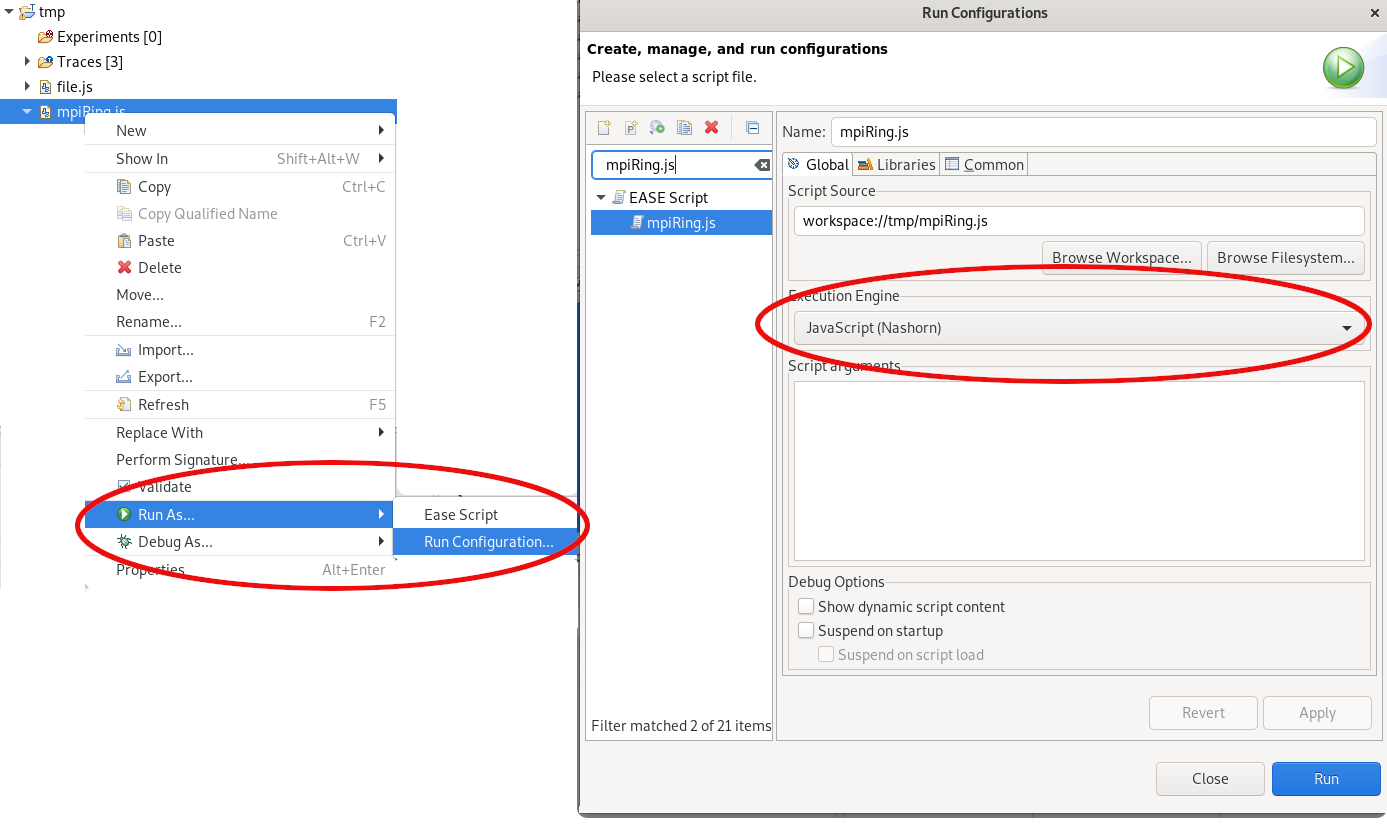 tmp
Experiments [0]
Traces [3]
file.js
mpiRing.js
New
Show In Shift+Alt+W
Copy Ctrl+C
Copy Qualified Name
Paste Ctrl+V
Delete
Move...
Rename... F2
Import...
Export...
Refresh F5
Replace With
Perform Signature...
Validate
Run As...
Debug As...
Properties Alt+Enter
Ease Script
Run Configuration...
Run Configurations
Create, manage, and run configurations
Please select a script file.
mpiRing.js
EASE Script
mpiRing.js
Filter matched 2 of 21 items
Name: mpiRing.js
Global Libraries Common
Script Source
workspace://tmp/mpiRing.js
Browse Workspace... Browse Filesystem...
Execution Engine
JavaScript (Nashorn)
Script arguments
Debug Options
Show dynamic script content
Suspend on startup
Suspend on script load
Revert Apply
Close Run